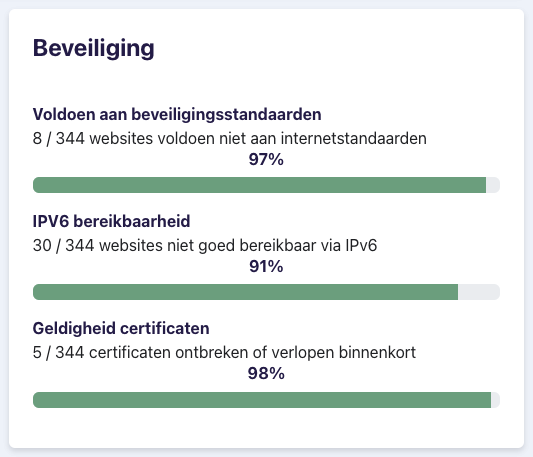 Beveiliging
Voldoen aan beveiligingsstandaarden
8 / 344 websites voldoen niet aan internetstandaarden
97%
IPV6 bereikbaarheid
30 / 344 websites niet goed bereikbaar via IPv6
91%
Geldigheid certificaten
5 / 344 certificaten ontbreken of verlopen binnenkort
98%